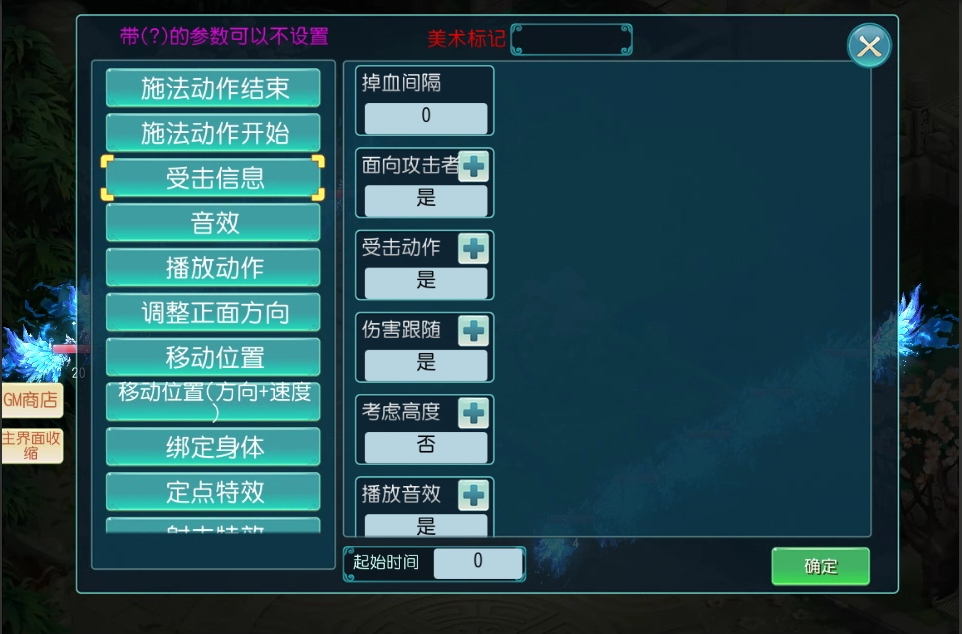 带(?)的参数可以不设置
美术标记
施法动作结束
施法动作开始
受击信息
音效
播放动作
调整正面方向
移动位置
移动位置(方向+速度
)
绑定身体
定点特效
射击特效
掉血间隔
0
面向攻击者
是
受击动作
是
伤害跟随
是
考虑高度
否
播放音效
是
起始时间
0
确定
20
GM商店
主界面收
缩